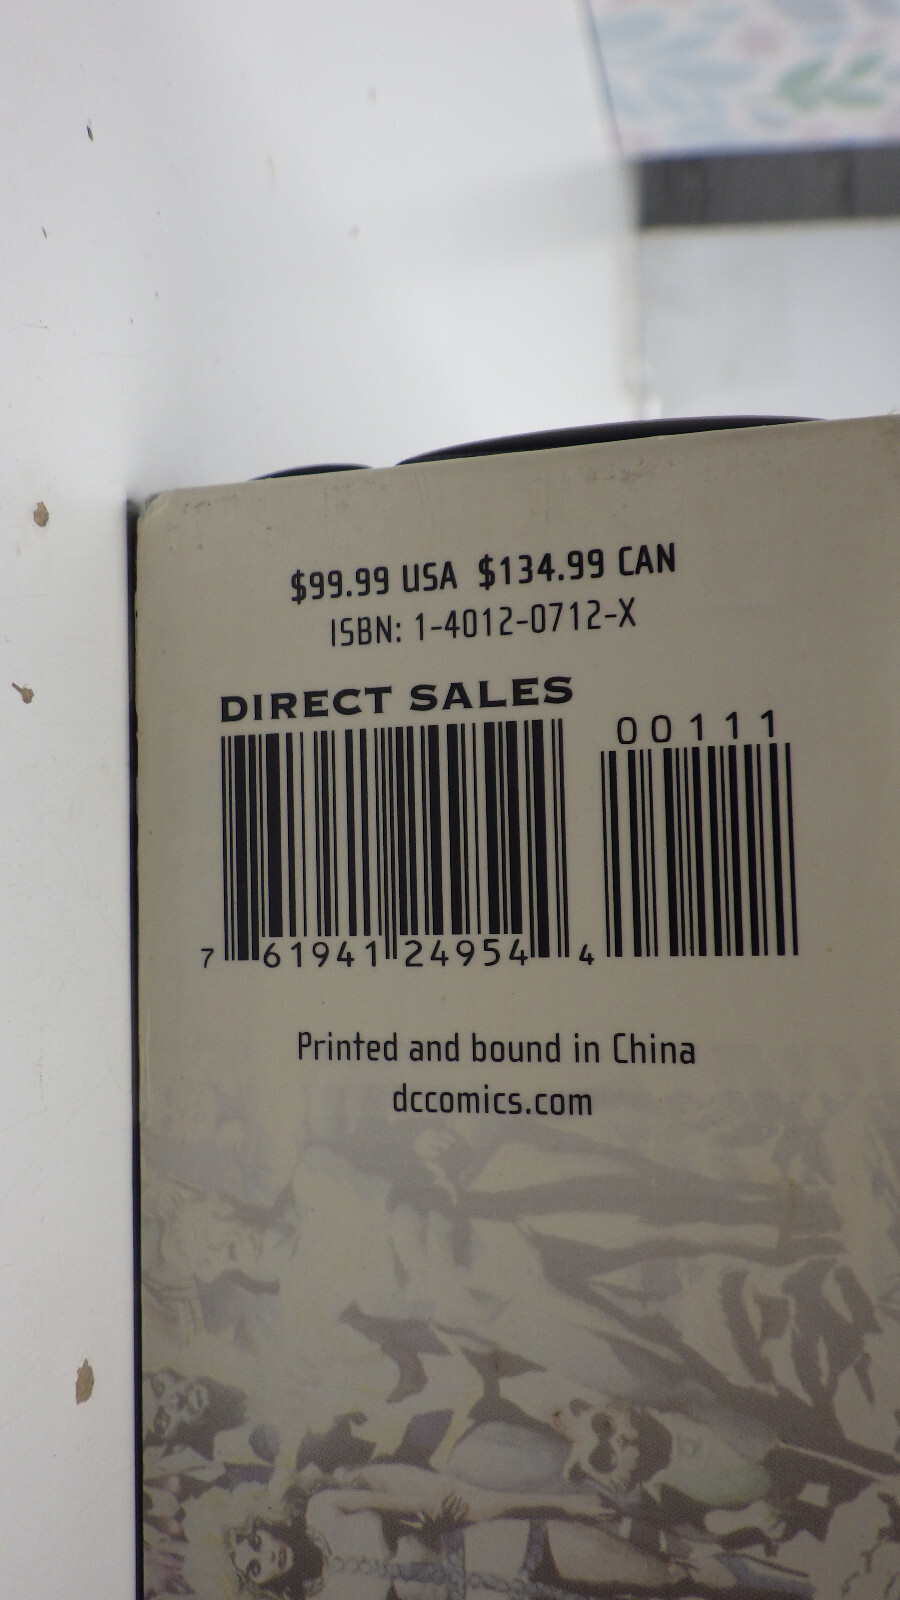 $99.99 USA $134.99 CAN
ISBN: 1-4012-0712-X
DIRECT SALES
00111
7 61941 24954 4
Printed and bound in China
dccomics.com